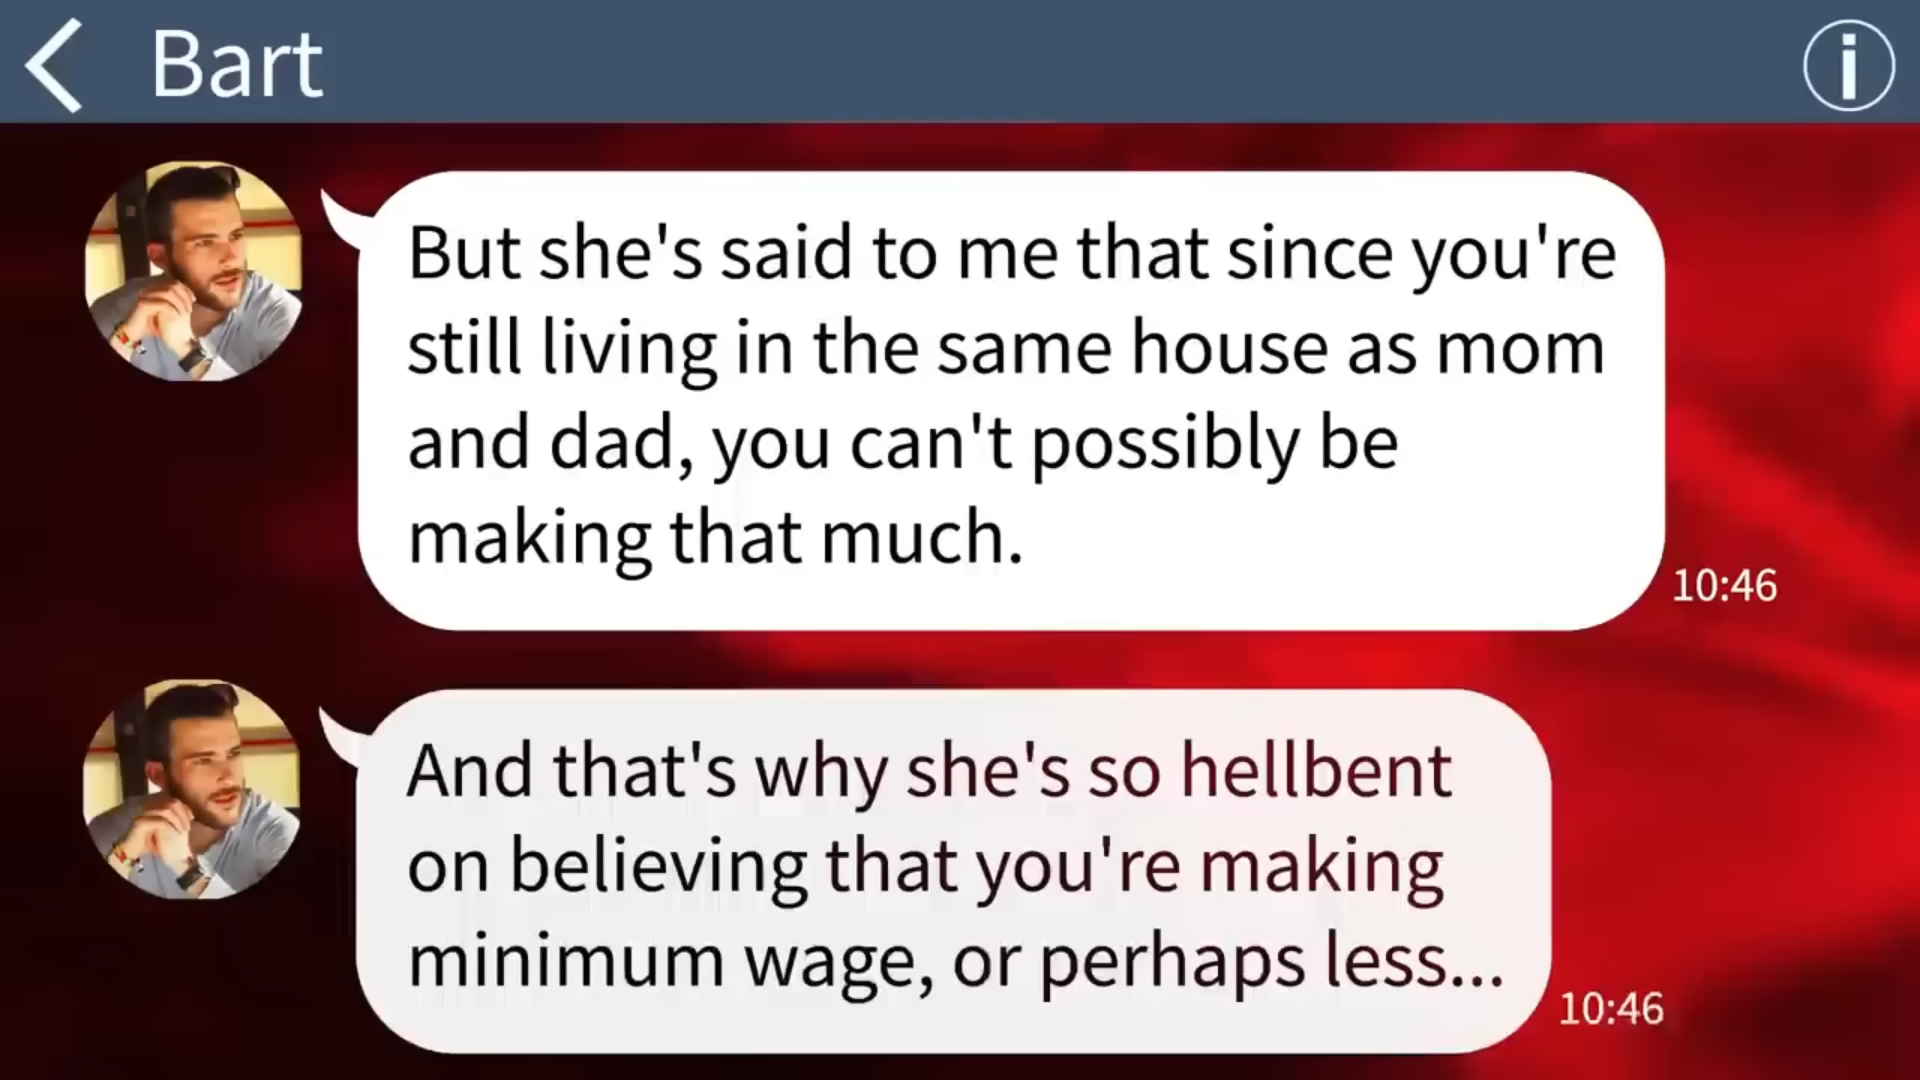 Bart
But she's said to me that since you're
still living in the same house as mom
and dad, you can't possibly be
making that much.
10:46
And that's why she's so hellbent
on believing that you're making
minimum wage, or perhaps less...
10:46